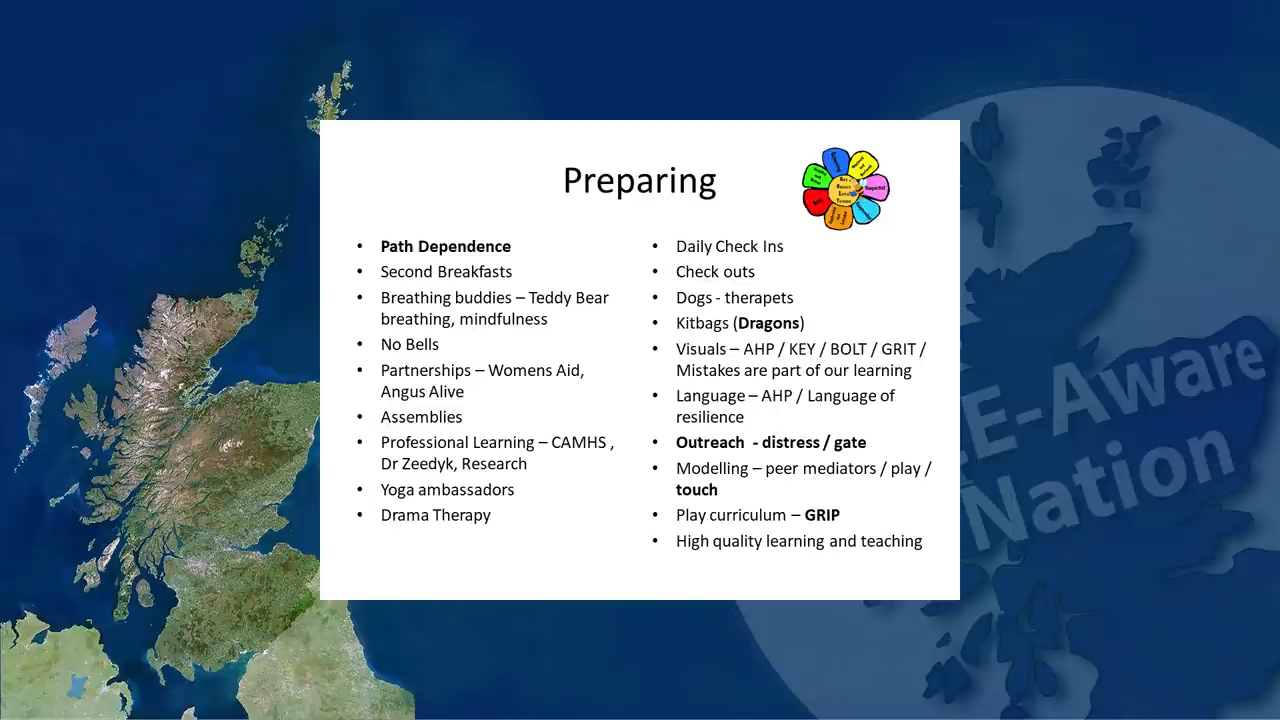 Preparing
• Path Dependence
• Second Breakfasts
• Breathing buddies – Teddy Bear
breathing, mindfulness
• No Bells
• Partnerships – Womens Aid,
Angus Alive
• Assemblies
• Professional Learning – CAMHS ,
Dr Zeedyk, Research
• Yoga ambassadors
• Drama Therapy
• Daily Check Ins
• Check outs
• Dogs - therapets
• Kitbags (Dragons)
• Visuals – AHP / KEY / BOLT / GRIT /
Mistakes are part of our learning
• Language – AHP / Language of
resilience
• Outreach  - distress / gate
• Modelling – peer mediators / play /
touch
• Play curriculum – GRIP
• High quality learning and teaching
E-Aware
Nation